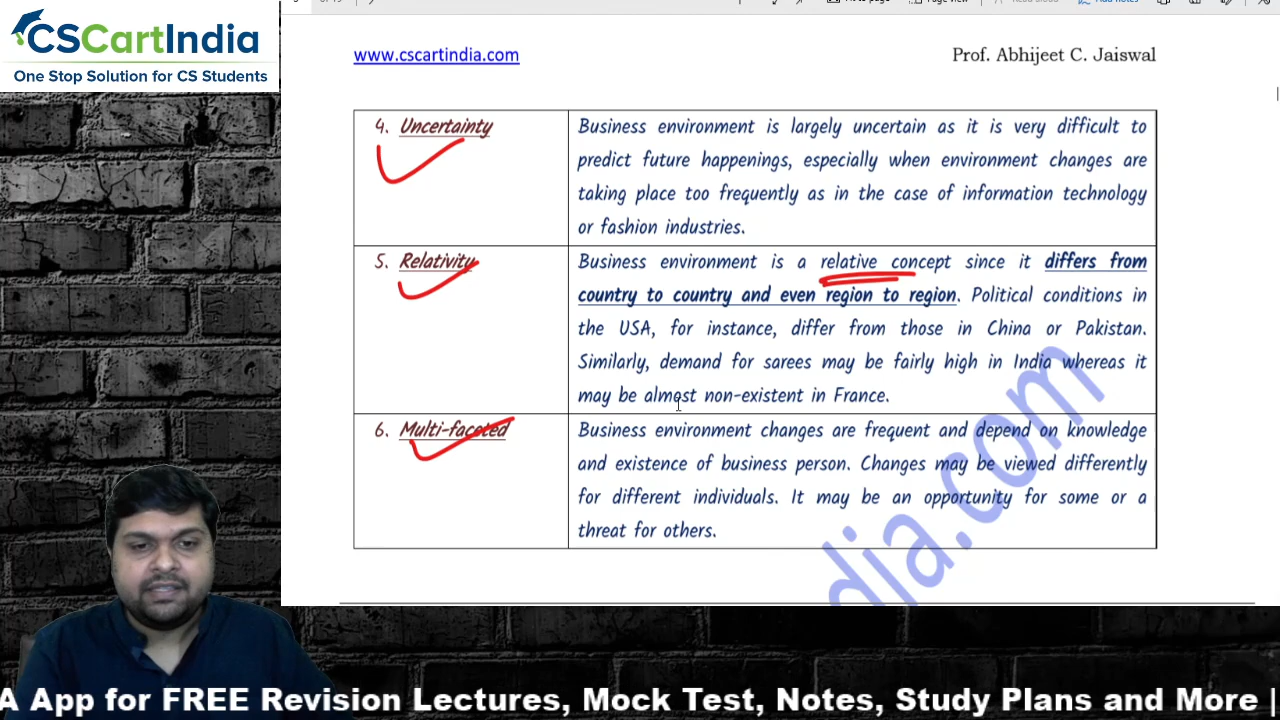 CSCartIndia
One Stop Solution for CS Students
www.cscartindia.com
Prof. Abhijeet C. Jaiswal
4. Uncertainty
Business environment is largely uncertain as it is very difficult to
predict future happenings, especially when environment changes are
taking place too frequently as in the case of information technology
or fashion industries.
5. Relativity
Business environment is a relative concept since it differs from
country to country and even region to region. Political conditions in
the USA, for instance, differ from those in China or Pakistan.
Similarly, demand for sarees may be fairly high in India whereas it
may be almost non-existent in France.
6. Multi-faceted
Business environment changes are frequent and depend on knowledge
and existence of business person. Changes may be viewed differently
for different individuals. It may be an opportunity for some or a
threat for others.
dia.com
A App for FREE Revision Lectures, Mock Test, Notes, Study Plans and More |